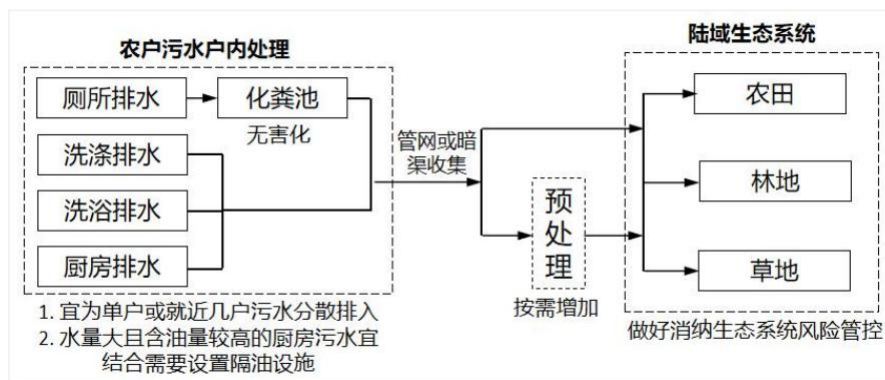 农户污水户内处理
厕所排水
化粪池
无害化
洗涤排水
洗浴排水
厨房排水
1. 宜为单户或就近几户污水分散排入
2. 水量大且含油量较高的厨房污水宜
结合需要设置隔油设施
管网或暗
渠收集
预
处
理
按需增加
陆域生态系统
农田
林地
草地
做好消纳生态系统风险管控